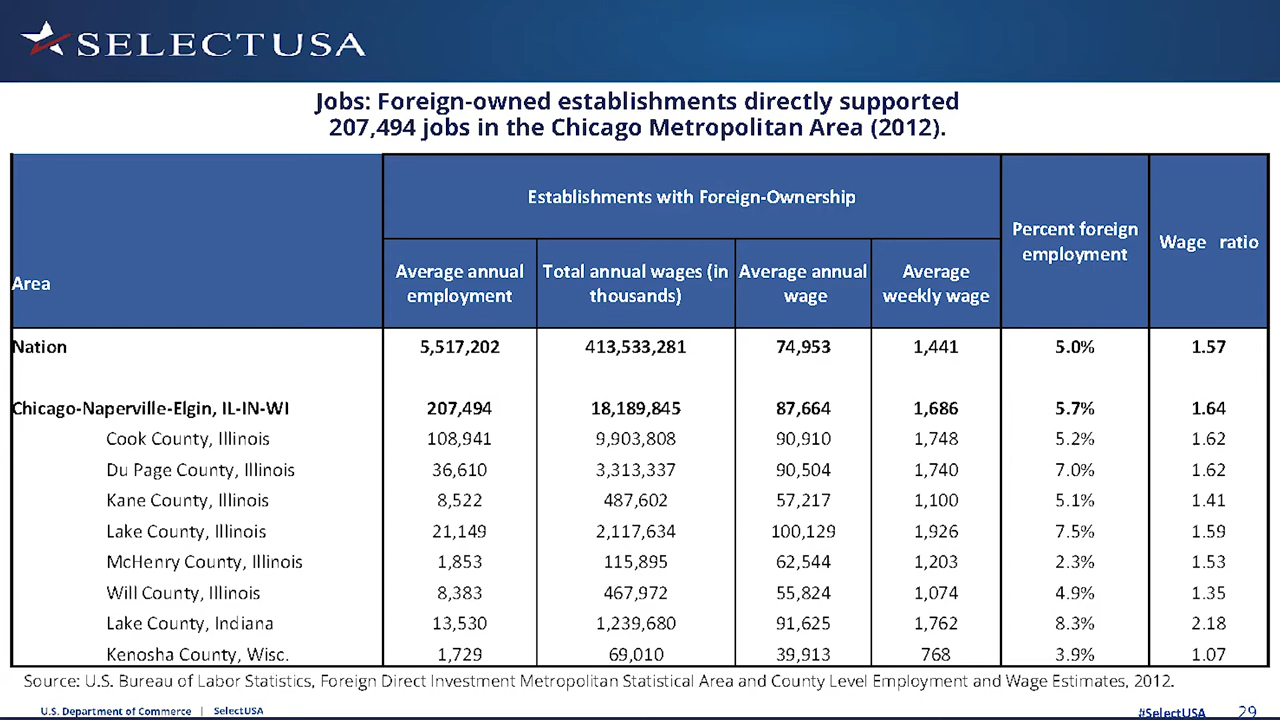 SELECTUSA
Jobs: Foreign-owned establishments directly supported
207,494 jobs in the Chicago Metropolitan Area (2012).
Area
Establishments with Foreign-Ownership
Average annual employment
Total annual wages (in thousands)
Average annual wage
Average weekly wage
Percent foreign employment
Wage ratio
Nation 5,517,202 413,533,281 74,953 1,441 5.0% 1.57
Chicago-Naperville-Elgin, IL-IN-WI 207,494 18,189,845 87,664 1,686 5.7% 1.64
Cook County, Illinois 108,941 9,903,808 90,910 1,748 5.2% 1.62
Du Page County, Illinois 36,610 3,313,337 90,504 1,740 7.0% 1.62
Kane County, Illinois 8,522 487,602 57,217 1,100 5.1% 1.41
Lake County, Illinois 21,149 2,117,634 100,129 1,926 7.5% 1.59
McHenry County, Illinois 1,853 115,895 62,544 1,203 2.3% 1.53
Will County, Illinois 8,383 467,972 55,824 1,074 4.9% 1.35
Lake County, Indiana 13,530 1,239,680 91,625 1,762 8.3% 2.18
Kenosha County, Wisc. 1,729 69,010 39,913 768 3.9% 1.07
Source: U.S. Bureau of Labor Statistics, Foreign Direct Investment Metropolitan Statistical Area and County Level Employment and Wage Estimates, 2012.
U.S. Department of Commerce | SelectUSA
#SelectUSA 29